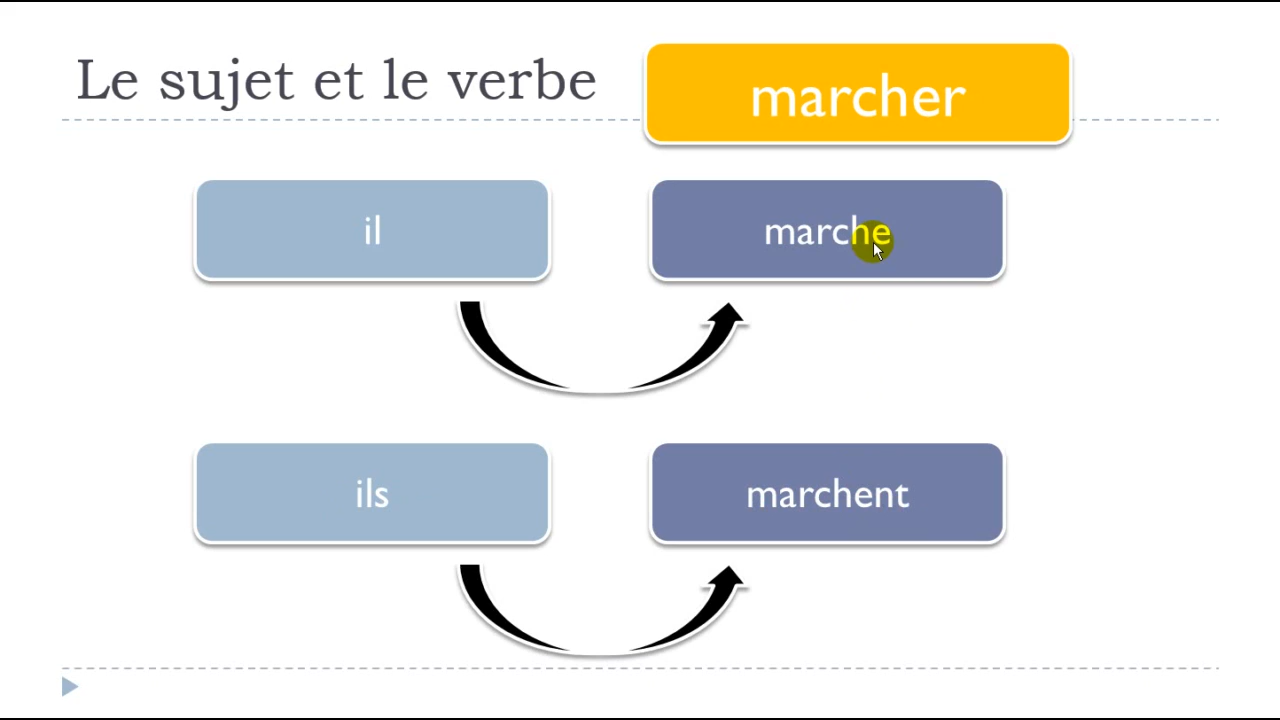 Le sujet et le verbe
marcher
il
marche
ils
marchent